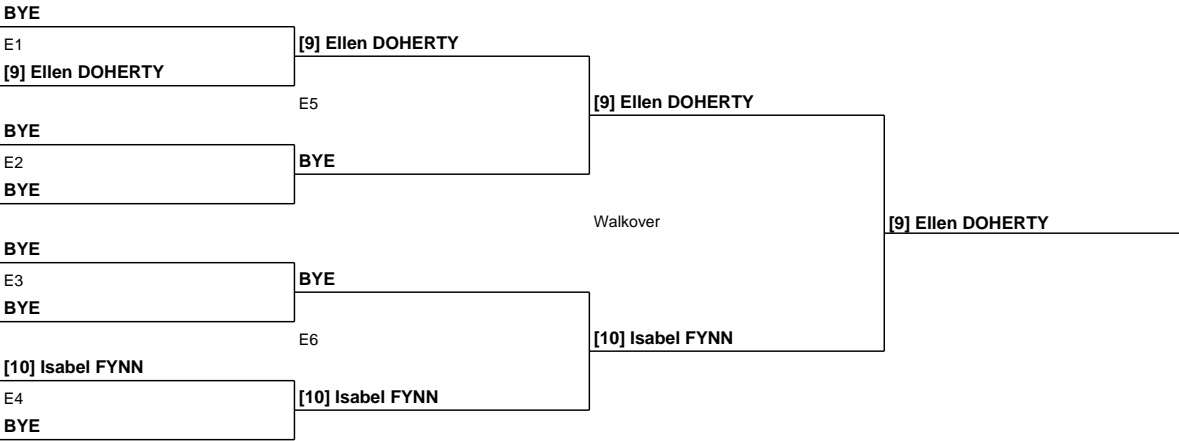 BYE
E1
[9] Ellen DOHERTY
[9] Ellen DOHERTY
E5
[9] Ellen DOHERTY
BYE
E2
BYE
BYE
Walkover
[9] Ellen DOHERTY
BYE
E3
BYE
BYE
E6
[10] Isabel FYNN
[10] Isabel FYNN
E4
[10] Isabel FYNN
BYE